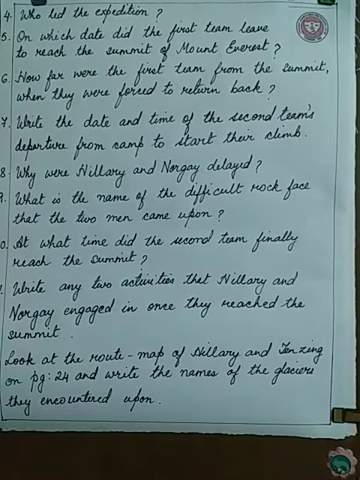 4. Who led the expedition ?
5. On which date did the first team leave
to reach the summit of Mount Everest ?
6. How far were the first team from the summit,
when they were forced to return back ?
7. Write the date and time of the second team's
departure from camp to start their climb.
8. Why were Hillary and Norgay delayed ?
9. What is the name of the difficult rock face
that the two men came upon ?
0. At what time did the second team finally
reach the summit ?
. Write any two activities that Hillary and
Norgay engaged in once they reached the
summit .
Look at the route - map of Hillary and Tenzing
on pg : 24 and write the names of the glaciers
they encountered upon .